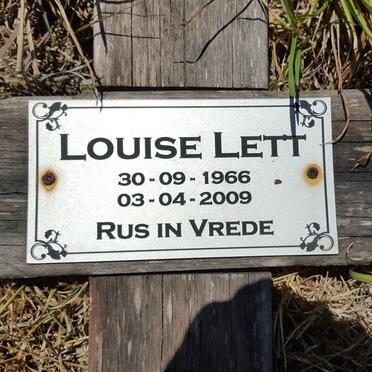 Louise Lett
30 - 09 - 1966
03 - 04 - 2009
Rus in Vrede